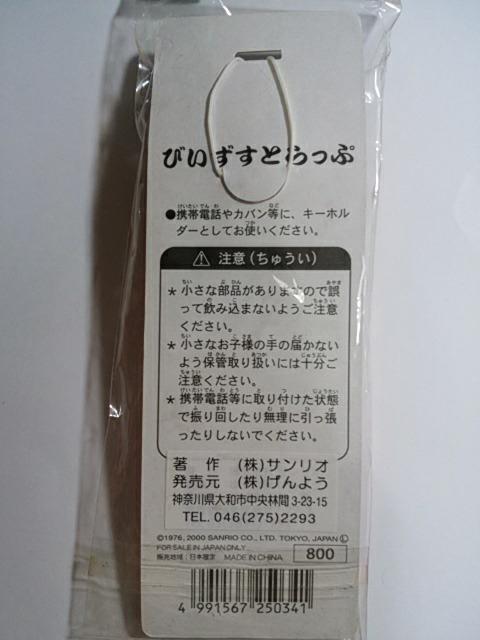 びいずすとらっぷ
●携帯電話やカバン等に、キーホル
ダーとしてお使いください。
⚠ 注意(ちゅうい)
* 小さな部品がありますので誤
って飲み込まないようご注意
ください。
* 小さなお子様の手の届かない
よう保管取り扱いには十分ご
注意ください。
* 携帯電話等に取り付けた状態
で振り回したり無理に引っ張
ったりしないでください。
著 作 (株)サンリオ
発売元 (株)げんよう
神奈川県大和市中央林間 3-23-15
TEL. 046(275)2293
©1976, 2000 SANRIO CO., LTD. TOKYO, JAPAN Ⓛ
FOR SALE IN JAPAN ONLY
販売地域:日本限定 MADE IN CHINA 800
4 991567 250341